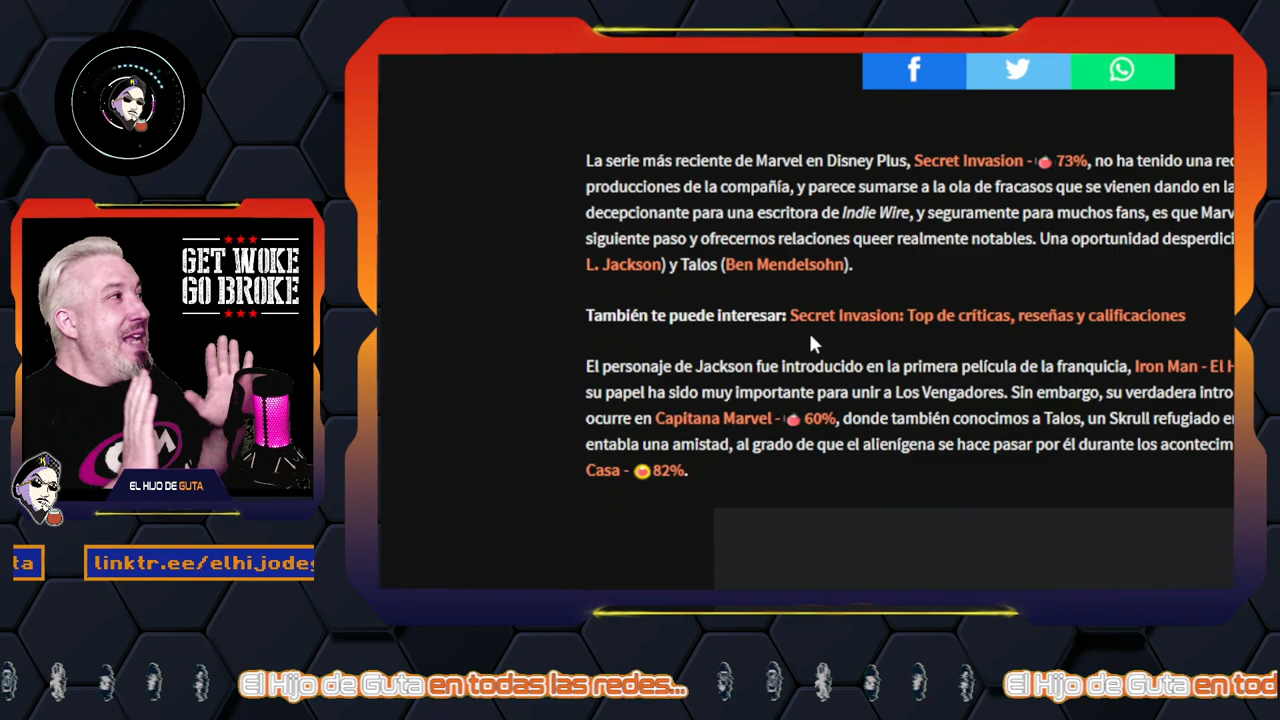 GET WOKE
GO BROKE
EL HIJO DE GUTA
ta
linktr.ee/elhijodeg
La serie más reciente de Marvel en Disney Plus, Secret Invasion - 73%, no ha tenido una rec
producciones de la compañía, y parece sumarse a la ola de fracasos que se vienen dando en la
decepcionante para una escritora de Indie Wire, y seguramente para muchos fans, es que Marv
siguiente paso y ofrecernos relaciones queer realmente notables. Una oportunidad desperdici
L. Jackson) y Talos (Ben Mendelsohn).
También te puede interesar: Secret Invasion: Top de críticas, reseñas y calificaciones
El personaje de Jackson fue introducido en la primera película de la franquicia, Iron Man - El H
su papel ha sido muy importante para unir a Los Vengadores. Sin embargo, su verdadera intro
ocurre en Capitana Marvel - 60%, donde también conocimos a Talos, un Skrull refugiado en
entabla una amistad, al grado de que el alienígena se hace pasar por él durante los acontecim
Casa - 82%.
El Hijo de Guta en todas las redes...
El Hijo de Guta en tod